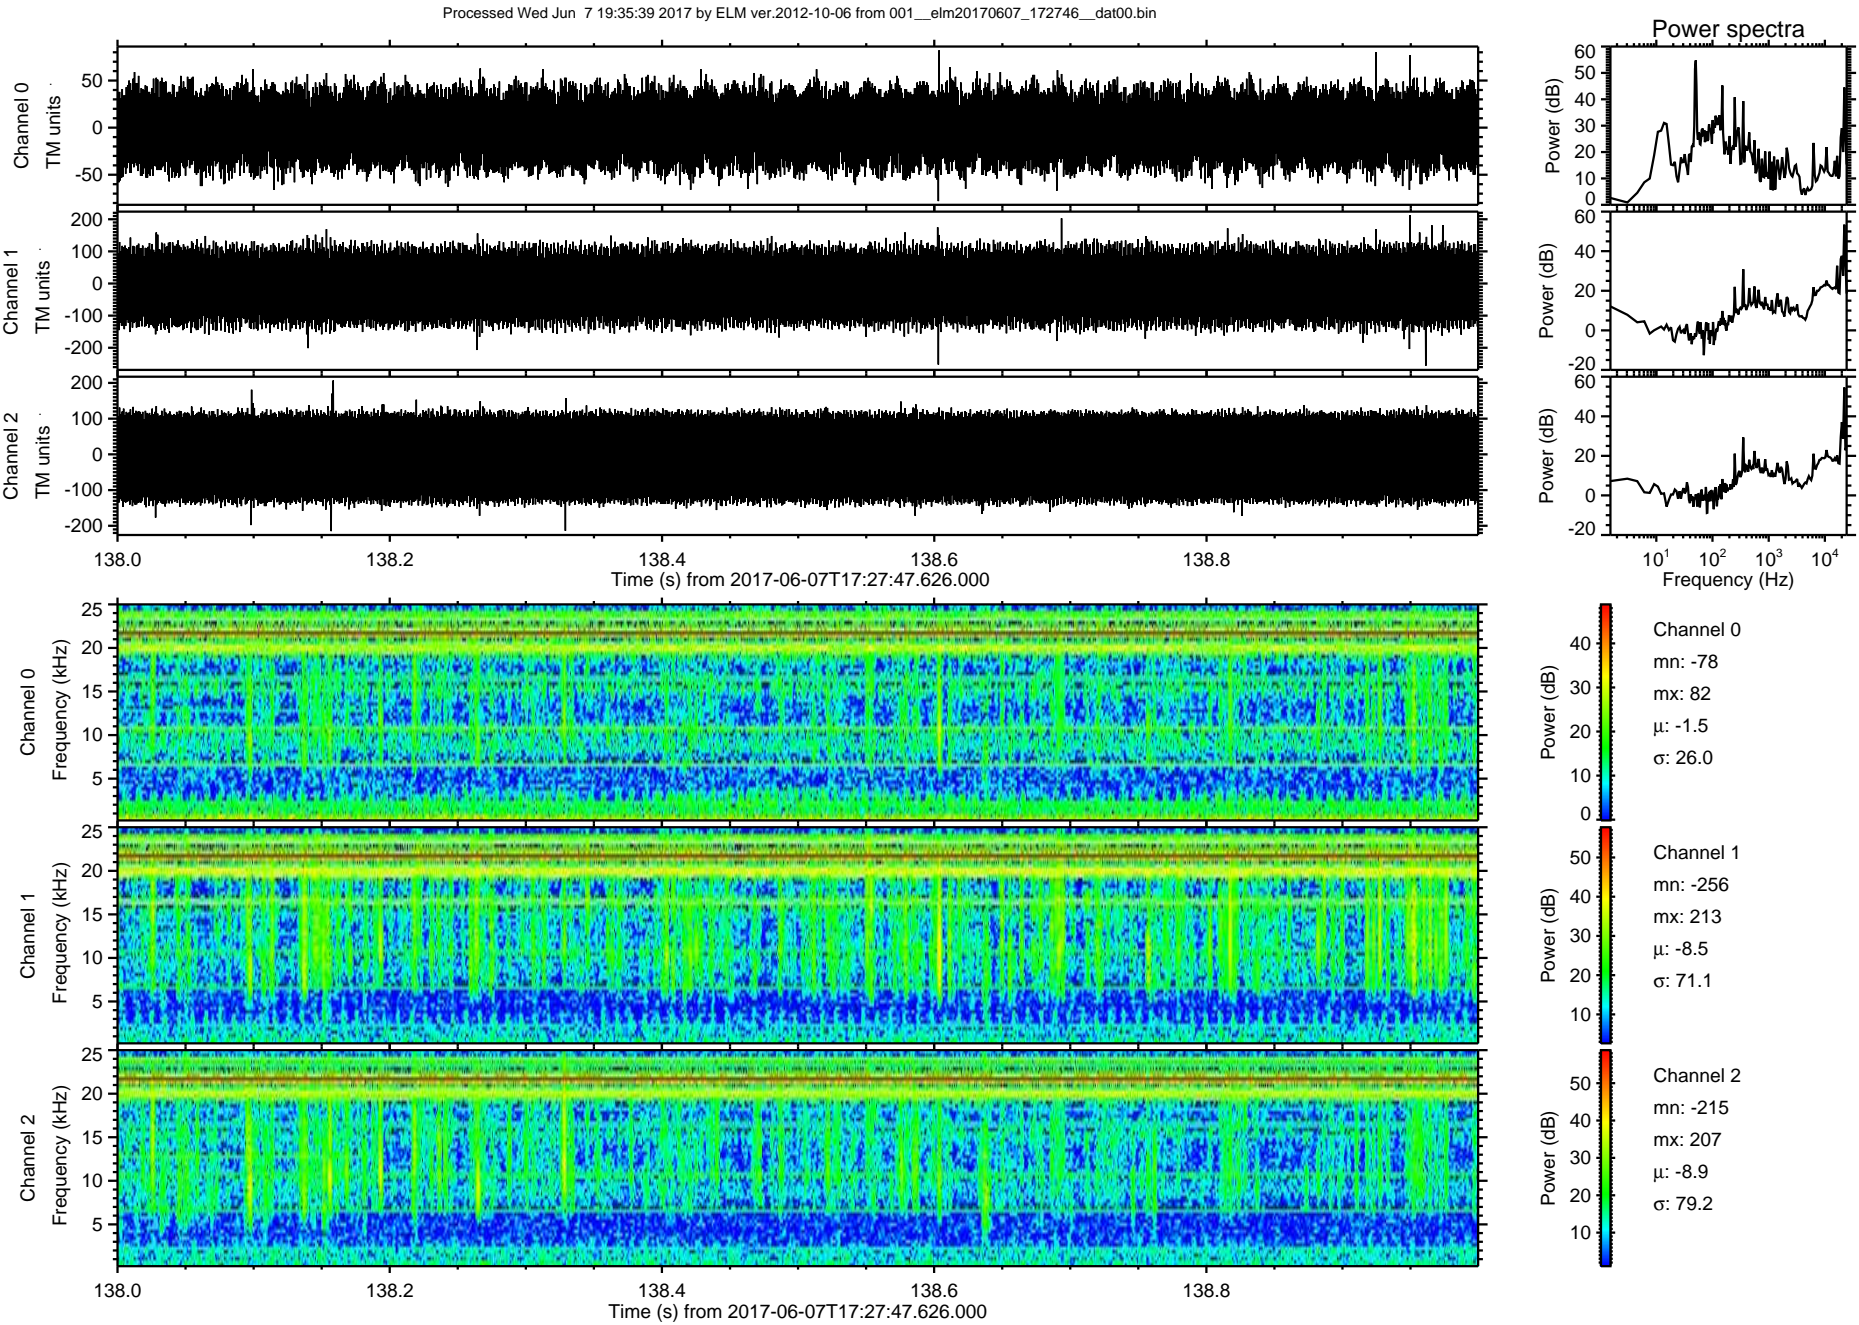 Processed Wed Jun  7 19:35:39 2017 by ELM ver.2012-10-06 from 001__elm20170607_172746__dat00.bin
Power spectra
Channel 0
TM units
50
0
-50
Power (dB)
60
50
40
30
20
10
0
Channel 1
TM units
200
100
0
-100
-200
Power (dB)
60
40
20
0
-20
Channel 2
TM units
200
100
0
-100
-200
Power (dB)
60
40
20
0
-20
138.0
138.2
138.4
138.6
138.8
Time (s) from 2017-06-07T17:27:47.626.000
10^1
10^2
10^3
10^4
Frequency (Hz)
Channel 0
Frequency (kHz)
25
20
15
10
5
Power (dB)
40
30
20
10
0
Channel 0
mn: -78
mx: 82
μ: -1.5
σ: 26.0
Channel 1
Frequency (kHz)
25
20
15
10
5
Power (dB)
50
40
30
20
10
Channel 1
mn: -256
mx: 213
μ: -8.5
σ: 71.1
Channel 2
Frequency (kHz)
25
20
15
10
5
Power (dB)
50
40
30
20
10
Channel 2
mn: -215
mx: 207
μ: -8.9
σ: 79.2
138.0
138.2
138.4
138.6
138.8
Time (s) from 2017-06-07T17:27:47.626.000